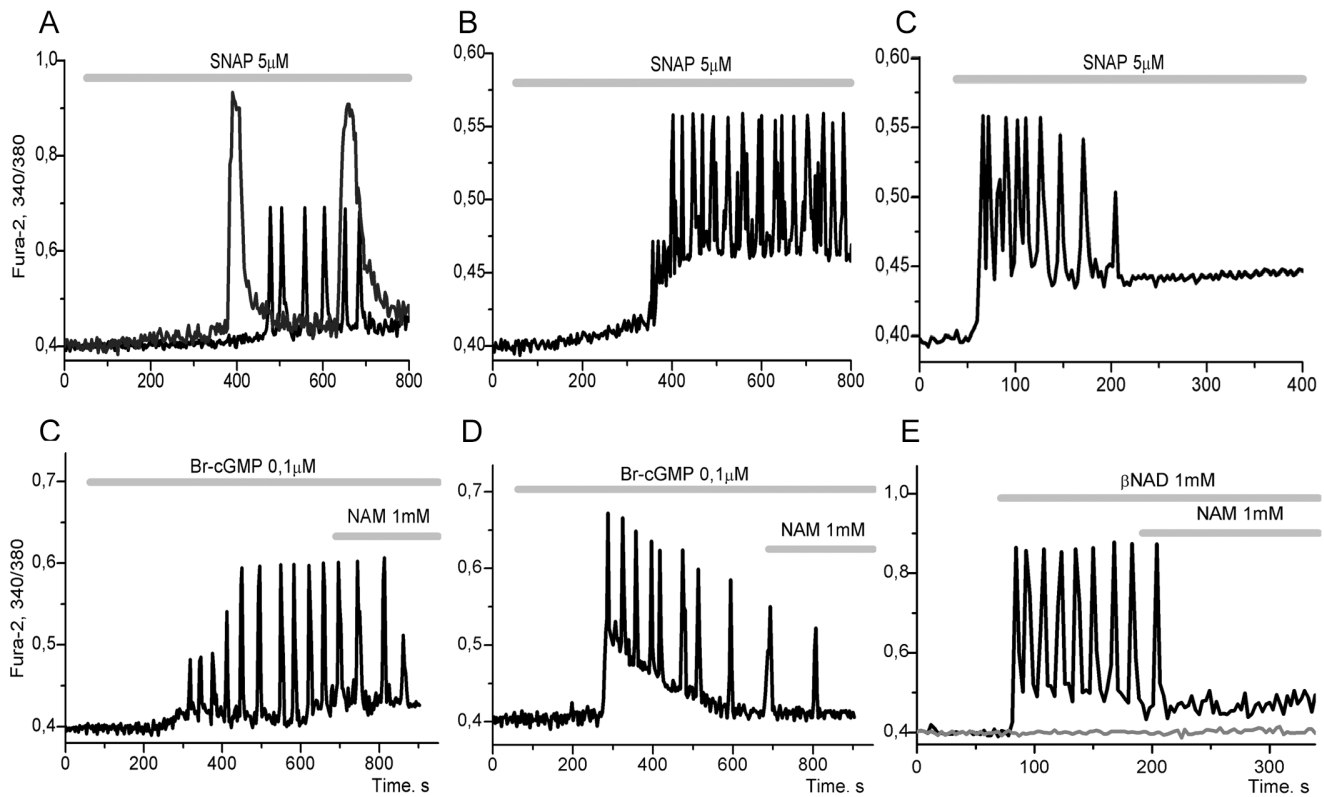 A
B
C
SNAP 5μM
SNAP 5μM
SNAP 5μM
Fura-2, 340/380
1,0
0,8
0,6
0,4
0 200 400 600 800
0,60
0,55
0,50
0,45
0,40
0 200 400 600 800
0,60
0,55
0,50
0,45
0,40
0 100 200 300 400
C
D
E
Br-cGMP 0,1μM
NAM 1mM
Br-cGMP 0,1μM
NAM 1mM
βNAD 1mM
NAM 1mM
Fura-2, 340/380
0,7
0,6
0,5
0,4
0 200 400 600 800
Time, s
0,7
0,6
0,5
0,4
0 200 400 600 800
Time, s
1,0
0,8
0,6
0,4
0 100 200 300
Time, s